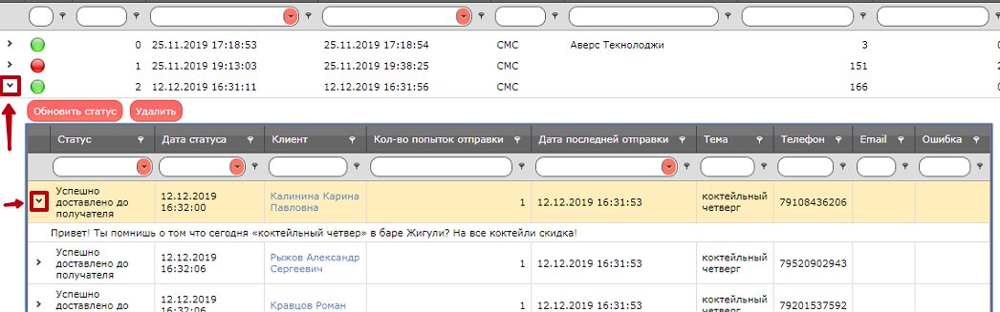 0 25.11.2019 17:18:53 25.11.2019 17:18:54 СМС Аверс Текнолоджи 3
1 25.11.2019 19:13:03 25.11.2019 19:38:25 СМС 151 2
2 12.12.2019 16:31:11 12.12.2019 16:31:56 СМС 166
Обновить статус Удалить
Статус Дата статуса Клиент Кол-во попыток отправки Дата последней отправки Тема Телефон Email Ошибка
Успешно доставлено до получателя 12.12.2019 16:32:00 Калинина Карина Павловна 1 12.12.2019 16:31:53 коктейльный четверг 79108436206
Привет! Ты помнишь о том что сегодня «коктейльный четвер» в баре Жигули? На все коктейли скидка!
Успешно доставлено до получателя 12.12.2019 16:32:06 Рыжов Александр Сергеевич 1 12.12.2019 16:31:53 коктейльный четверг 79520902943
Успешно доставлено до 12.12.2019 16:32:06 Кравцов Роман 1 12.12.2019 16:31:53 коктейльный четверг 79201537592